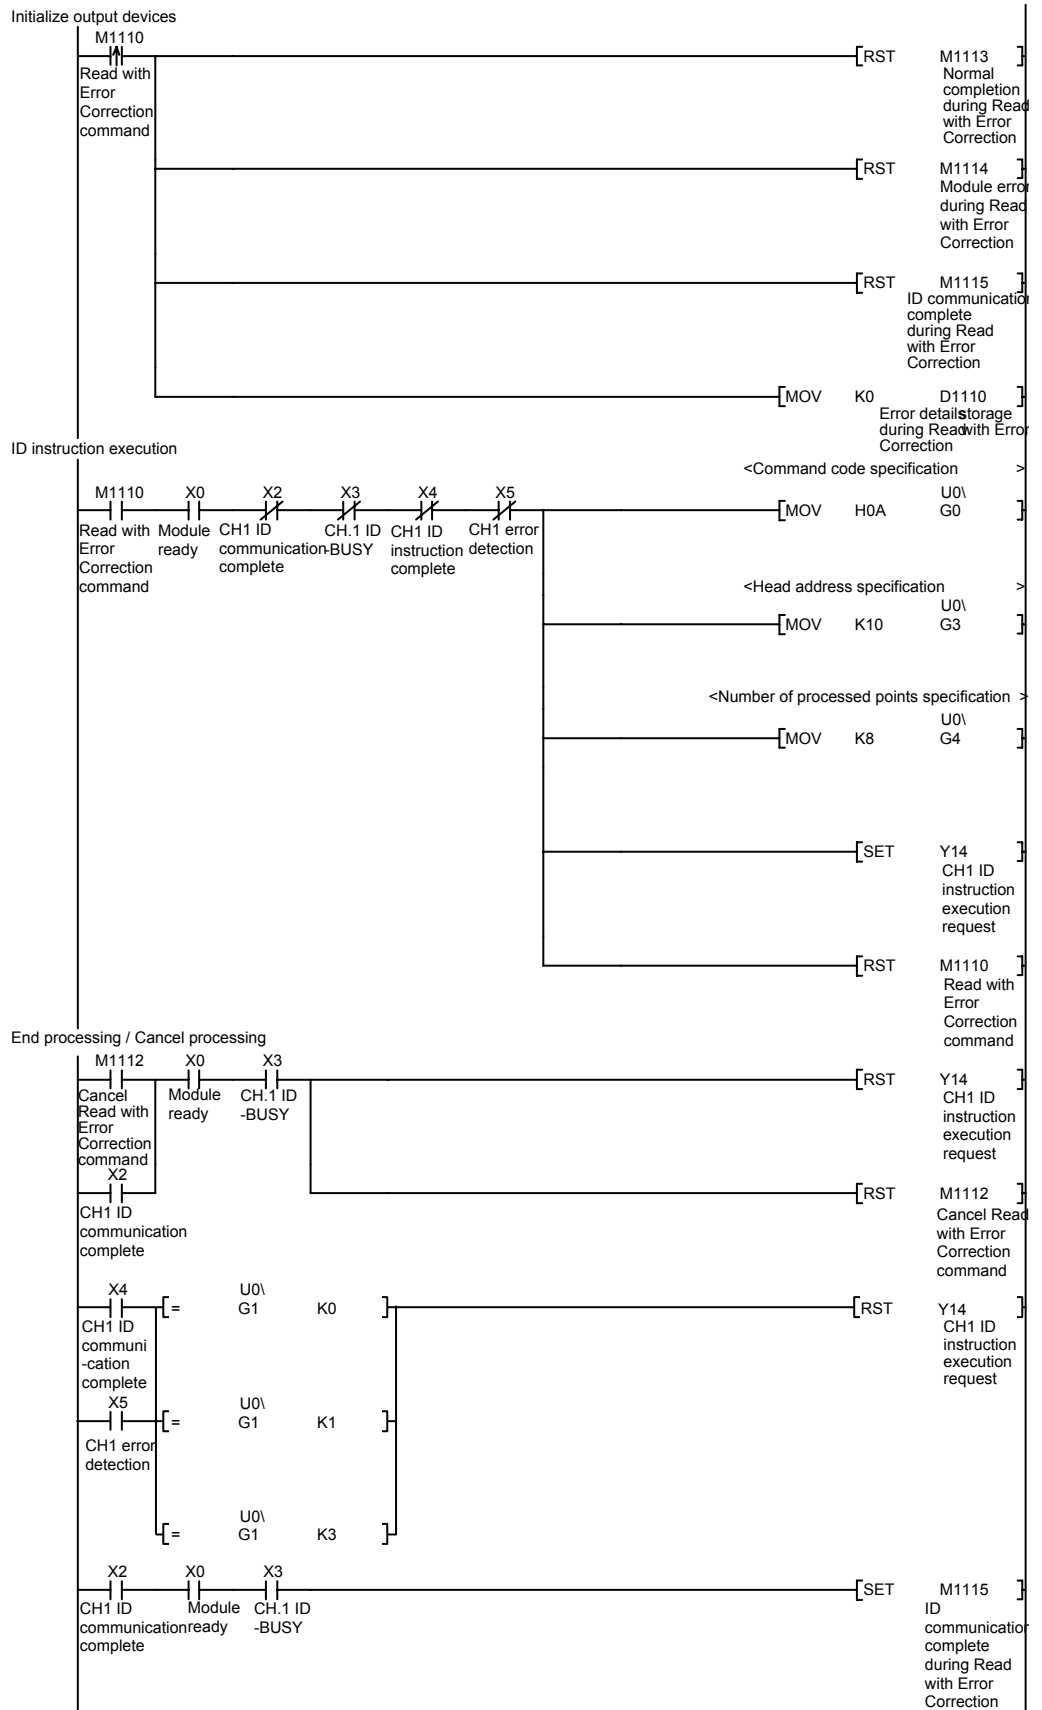 Initialize output devices
M1110
RST M1113
Read with
Error
Correction
command
Normal
completion
during Read
with Error
Correction
RST M1114
Module error
during Read
with Error
Correction
RST M1115
ID communication
complete
during Read
with Error
Correction
MOV K0 D1110
Error details storage
during Read with Error
Correction
ID instruction execution
<Command code specification >
M1110 X0 X2 X3 X4 X5 U0\
MOV H0A G0
Read with
Error
Correction
command
Module
ready
CH1 ID
communication
complete
CH.1 ID
-BUSY
CH1 ID
instruction
complete
CH1 error
detection
<Head address specification >
U0\
MOV K10 G3
<Number of processed points specification >
U0\
MOV K8 G4
SET Y14
CH1 ID
instruction
execution
request
RST M1110
Read with
Error
Correction
command
End processing / Cancel processing
M1112 X0 X3
RST Y14
Cancel
Read with
Error
Correction
command
Module
ready
CH.1 ID
-BUSY
CH1 ID
instruction
execution
request
X2
RST M1112
CH1 ID
communication
complete
Cancel Read
with Error
Correction
command
X4 U0\
= G1 K0 RST Y14
CH1 ID
communi
-cation
complete
CH1 ID
instruction
execution
request
X5 U0\
= G1 K1
CH1 error
detection
U0\
= G1 K3
X2 X0 X3
SET M1115
CH1 ID
communication
complete
Module
ready
CH.1 ID
-BUSY
ID
communication
complete
during Read
with Error
Correction